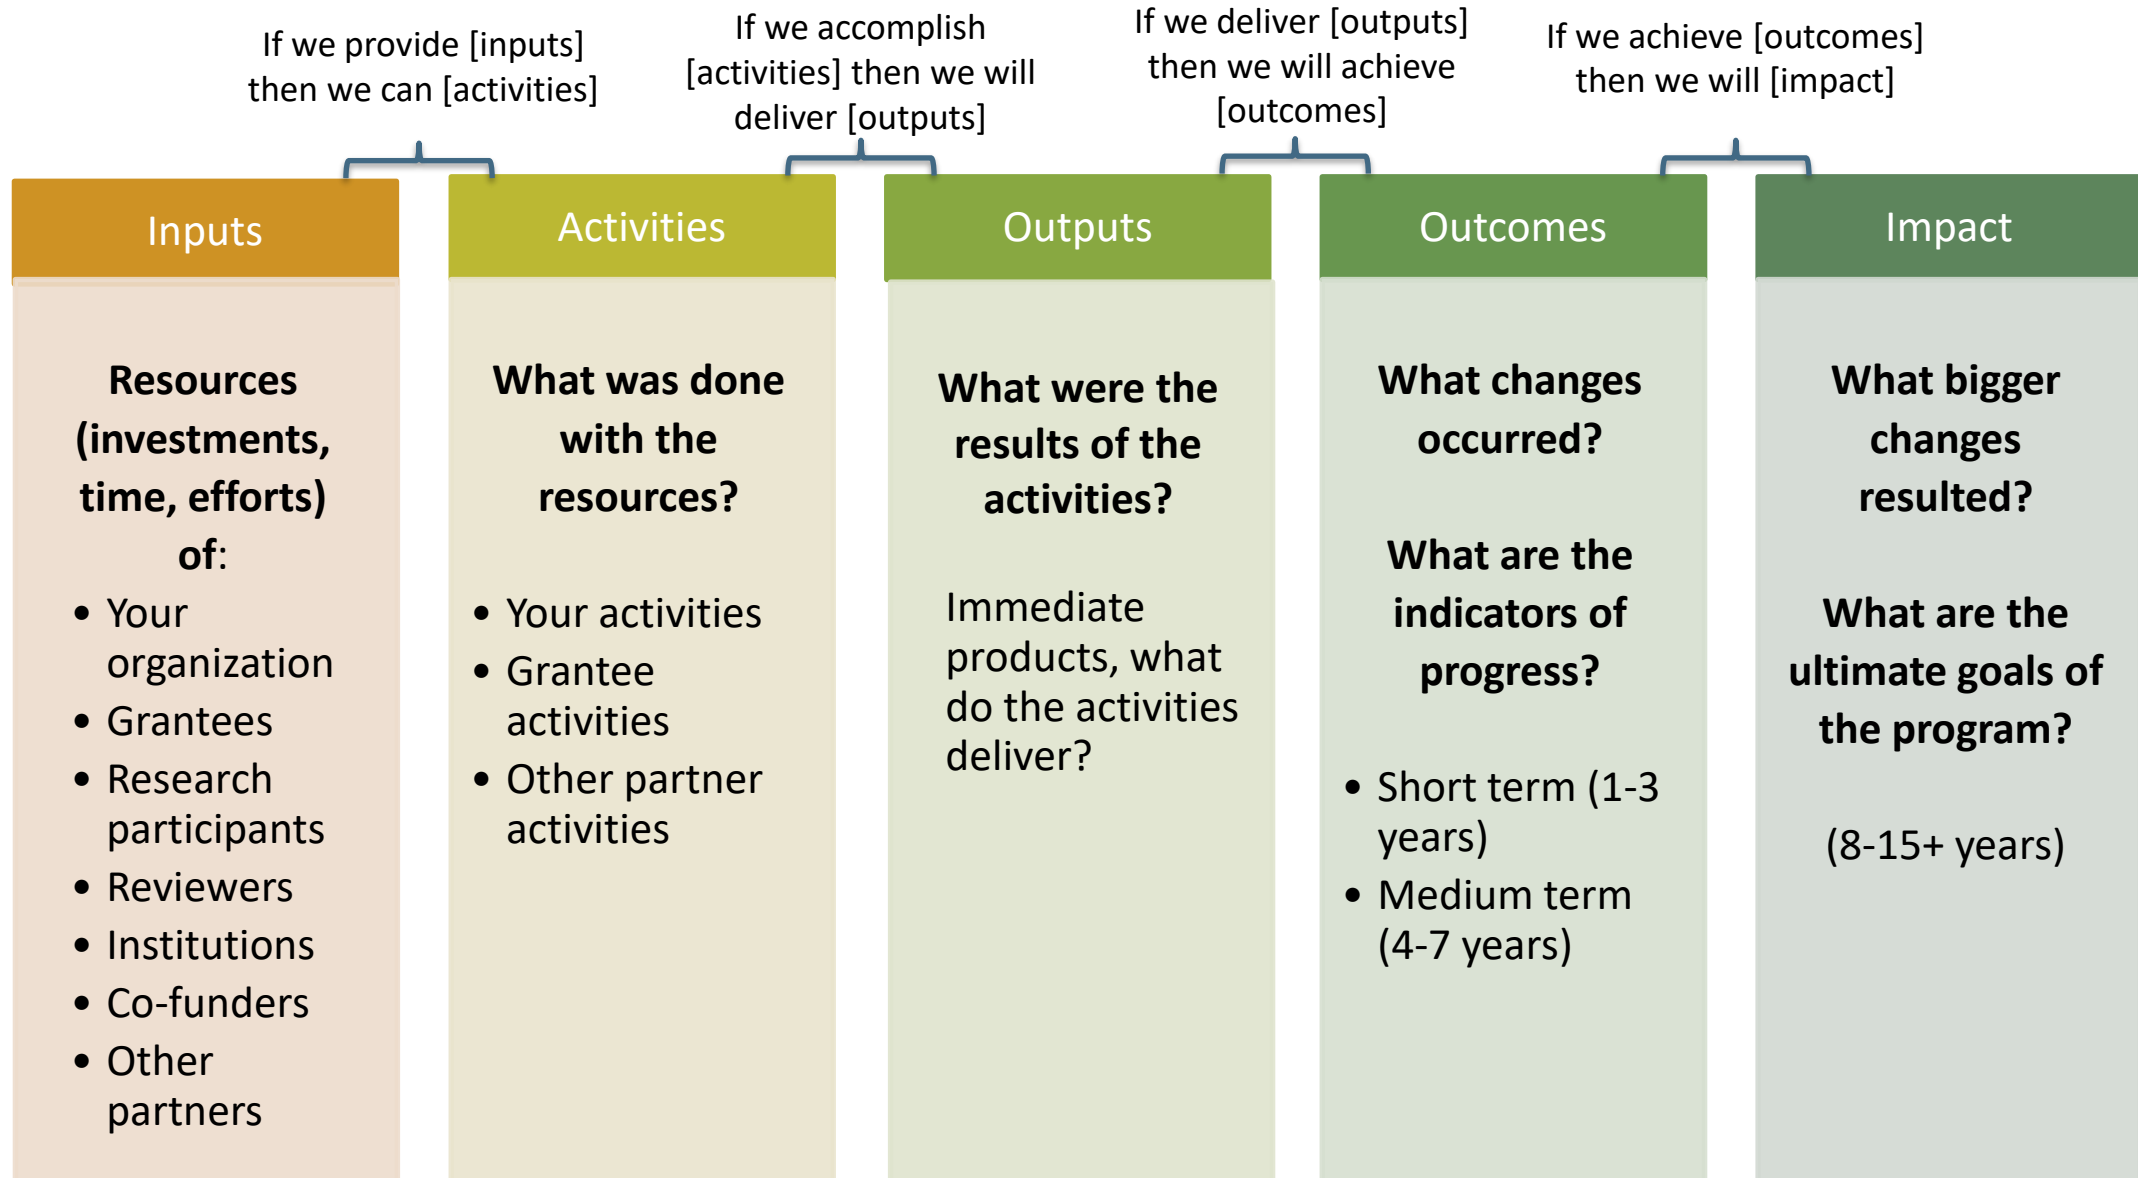 If we provide [inputs]
then we can [activities]
If we accomplish
[activities] then we will
deliver [outputs]
If we deliver [outputs]
then we will achieve
[outcomes]
If we achieve [outcomes]
then we will [impact]
Inputs
Resources
(investments,
time, efforts)
of:
• Your
organization
• Grantees
• Research
participants
• Reviewers
• Institutions
• Co-funders
• Other
partners
Activities
What was done
with the
resources?
• Your activities
• Grantee
activities
• Other partner
activities
Outputs
What were the
results of the
activities?
Immediate
products, what
do the activities
deliver?
Outcomes
What changes
occurred?
What are the
indicators of
progress?
• Short term (1-3
years)
• Medium term
(4-7 years)
Impact
What bigger
changes
resulted?
What are the
ultimate goals of
the program?
(8-15+ years)